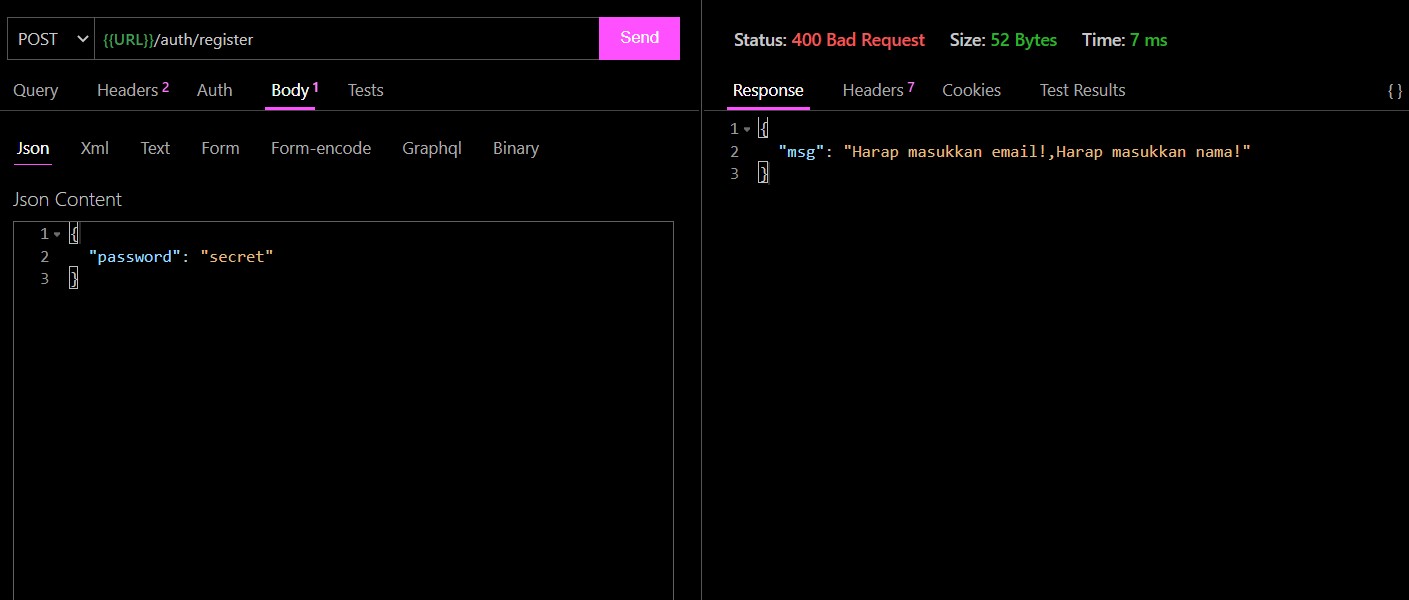 POST {{URL}}/auth/register Send
Query Headers 2 Auth Body 1 Tests
Json Xml Text Form Form-encode Graphql Binary
Json Content
1 {
2 "password": "secret"
3 }
Status: 400 Bad Request Size: 52 Bytes Time: 7 ms
Response Headers 7 Cookies Test Results {}
1 {
2 "msg": "Harap masukkan email!,Harap masukkan nama!"
3 }